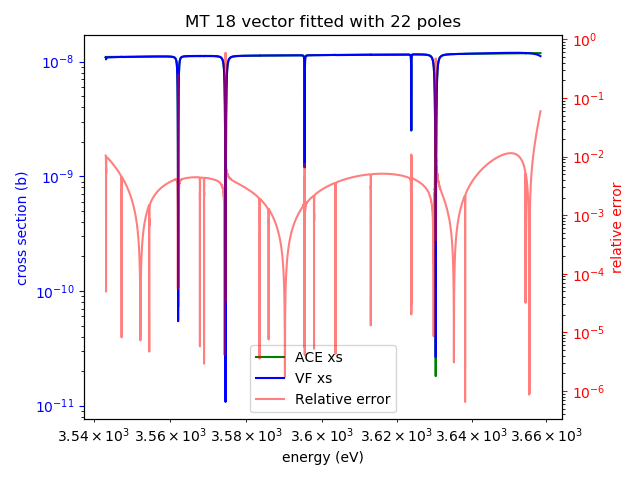 MT 18 vector fitted with 22 poles
10⁻⁸
10⁻⁹
10⁻¹⁰
10⁻¹¹
cross section (b)
10⁰
10⁻¹
10⁻²
10⁻³
10⁻⁴
10⁻⁵
10⁻⁶
relative error
ACE xs
VF xs
Relative error
3.54 × 10³ 3.56 × 10³ 3.58 × 10³ 3.6 × 10³ 3.62 × 10³ 3.64 × 10³ 3.66 × 10³
energy (eV)